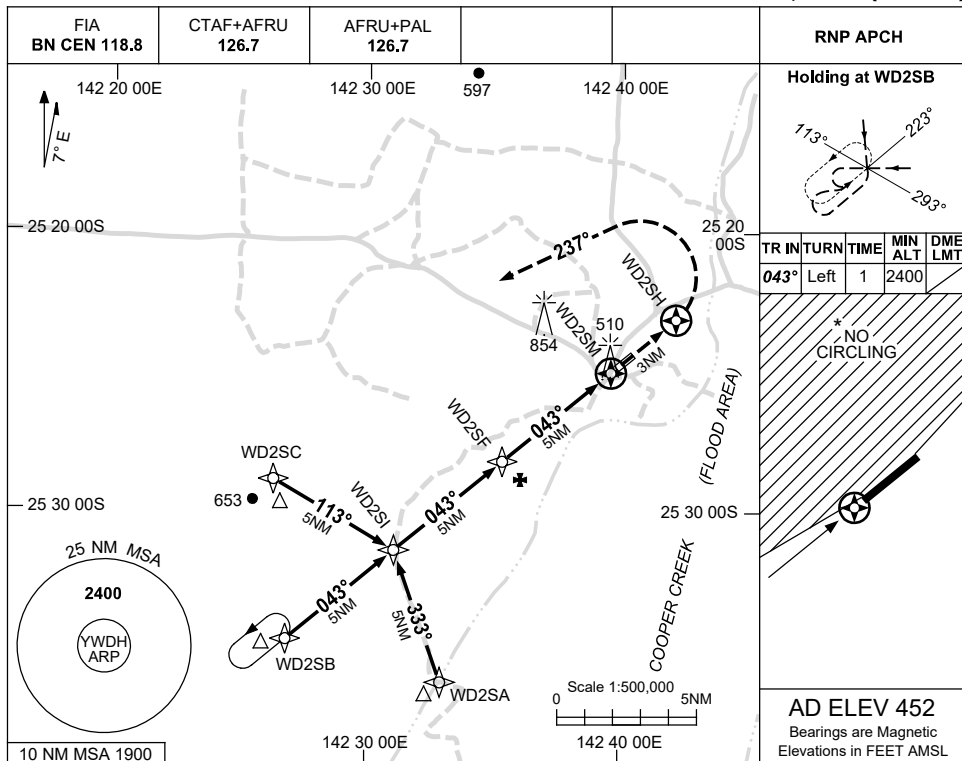 FIA
BN CEN 118.8
CTAF+AFRU
126.7
AFRU+PAL
126.7
RNP APCH
142 20 00E
142 30 00E
142 40 00E
597
7° E
Holding at WD2SB
113°
223°
293°
25 20 00S
25 20
00S
237°
WD2SH
TR IN
TURN
TIME
MIN
ALT
DME
LMT
043°
Left
1
2400
854
WD2SM
510
3NM
*
NO
CIRCLING
WD2SF
043°
5NM
(FLOOD AREA)
WD2SC
653
WD2SI
113°
5NM
043°
5NM
25 30 00S
25 30 00S
25 NM MSA
2400
YWDH
ARP
043°
5NM
333°
5NM
COOPER CREEK
WD2SB
WD2SA
Scale 1:500,000
0
5NM
AD ELEV 452
Bearings are Magnetic
Elevations in FEET AMSL
10 NM MSA 1900
142 30 00E
142 40 00E